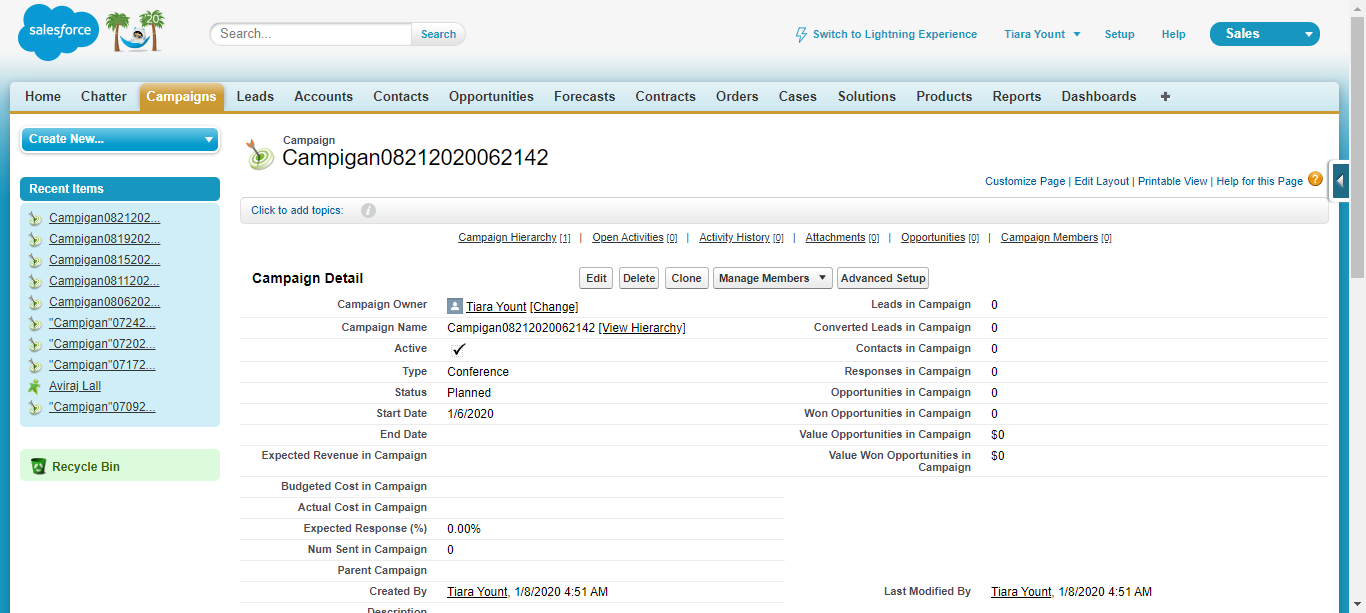 salesforce
20
Search...
Search
Switch to Lightning Experience
Tiara Yount
Setup
Help
Sales
Home Chatter Campaigns Leads Accounts Contacts Opportunities Forecasts Contracts Orders Cases Solutions Products Reports Dashboards +
Create New...
Recent Items
Campigan0821202...
Campigan0819202...
Campigan0815202...
Campigan0811202...
Campigan0806202...
"Campigan"07242...
"Campigan"07202...
"Campigan"07172...
Aviraj Lall
"Campigan"07092...
Recycle Bin
Campaign
Campigan08212020062142
Customize Page | Edit Layout | Printable View | Help for this Page ?
Click to add topics: i
Campaign Hierarchy [1] | Open Activities [0] | Activity History [0] | Attachments [0] | Opportunities [0] | Campaign Members [0]
Campaign Detail
Edit Delete Clone Manage Members Advanced Setup
Campaign Owner Tiara Yount [Change] Leads in Campaign 0
Campaign Name Campigan08212020062142 [View Hierarchy] Converted Leads in Campaign 0
Active Contacts in Campaign 0
Type Conference Responses in Campaign 0
Status Planned Opportunities in Campaign 0
Start Date 1/6/2020 Won Opportunities in Campaign 0
End Date Value Opportunities in Campaign $0
Expected Revenue in Campaign Value Won Opportunities in $0
Campaign
Budgeted Cost in Campaign
Actual Cost in Campaign
Expected Response (%) 0.00%
Num Sent in Campaign 0
Parent Campaign
Created By Tiara Yount, 1/8/2020 4:51 AM Last Modified By Tiara Yount, 1/8/2020 4:51 AM
Description